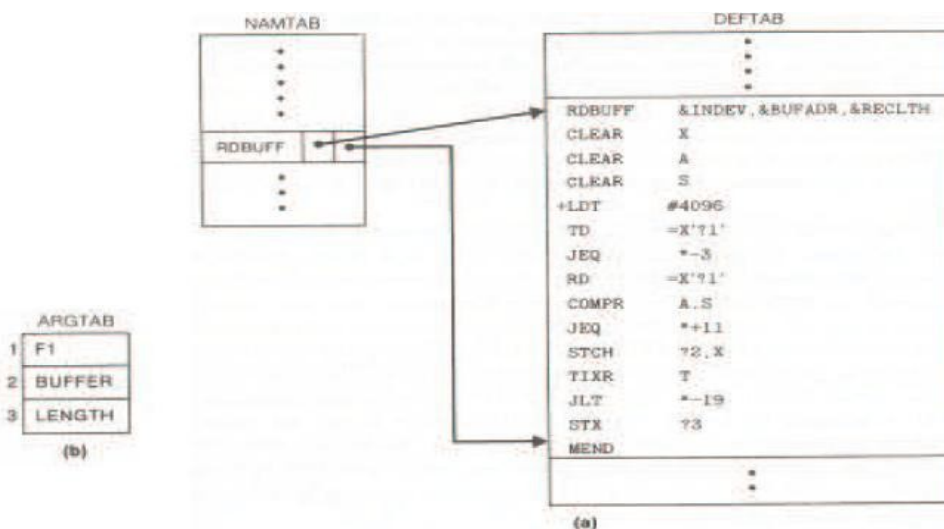 NAMTAB
RDBUFF
DEFTAB
RDBUFF &INDEV,&BUFADR,&RECLTH
CLEAR X
CLEAR A
CLEAR S
+LDT #4096
TD =X'?1'
JEQ *-3
RD =X'?1'
COMPR A.S
JEQ *+11
STCH ?2,X
TIXR T
JLT *-19
STX ?3
MEND
(a)
ARGTAB
1 F1
2 BUFFER
3 LENGTH
(b)